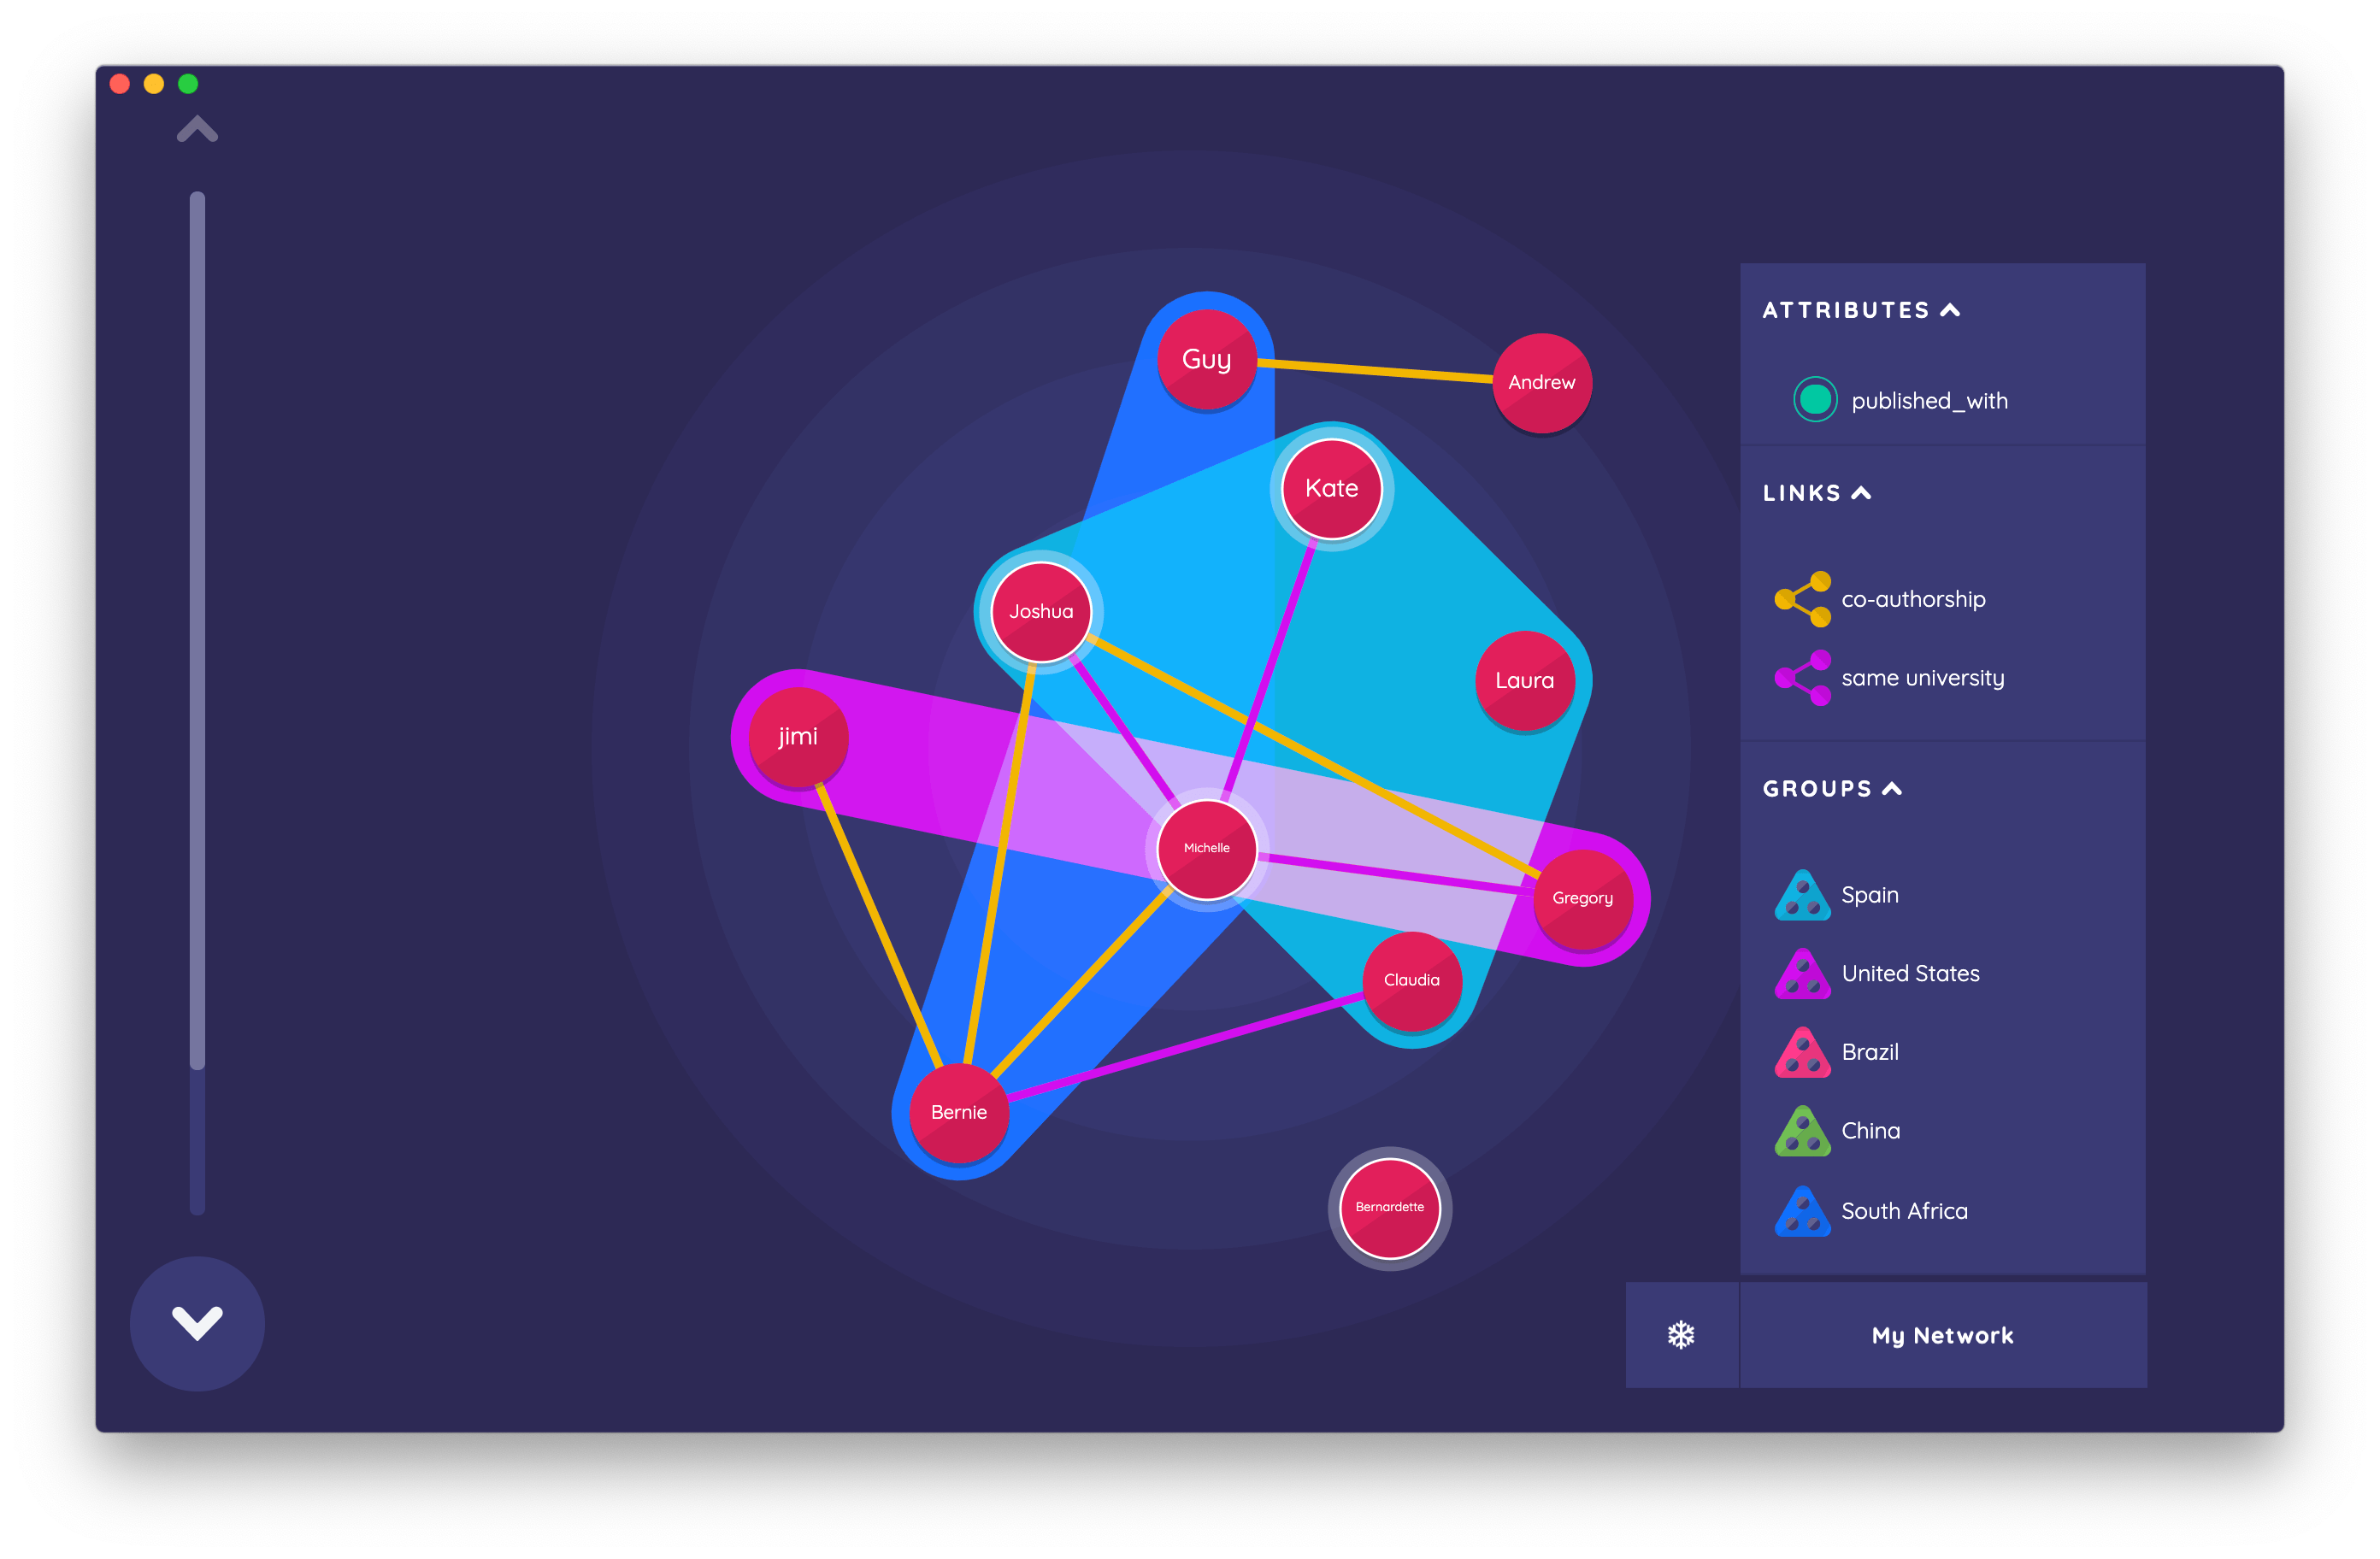 Guy
Andrew
Kate
Joshua
Laura
jimi
Michelle
Gregory
Claudia
Bernie
Bernardette
ATTRIBUTES
published_with
LINKS
co-authorship
same university
GROUPS
Spain
United States
Brazil
China
South Africa
My Network